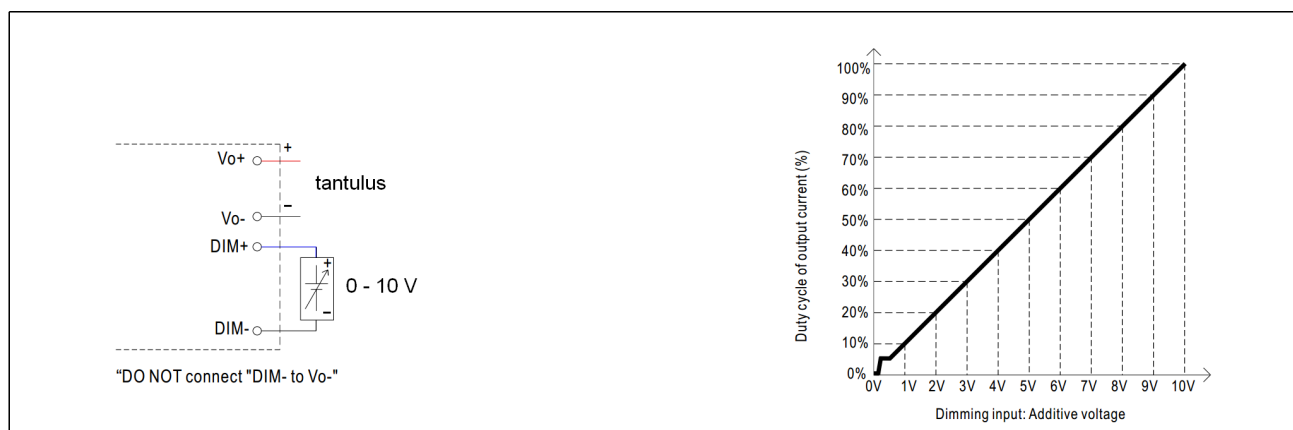 Vo+
+
tantulus
–
Vo-
DIM+
+
0 - 10 V
–
DIM-
“DO NOT connect "DIM- to Vo-"
100%
90%
80%
70%
60%
50%
40%
30%
20%
10%
0%
0V 1V 2V 3V 4V 5V 6V 7V 8V 9V 10V
Duty cycle of output current (%)
Dimming input: Additive voltage